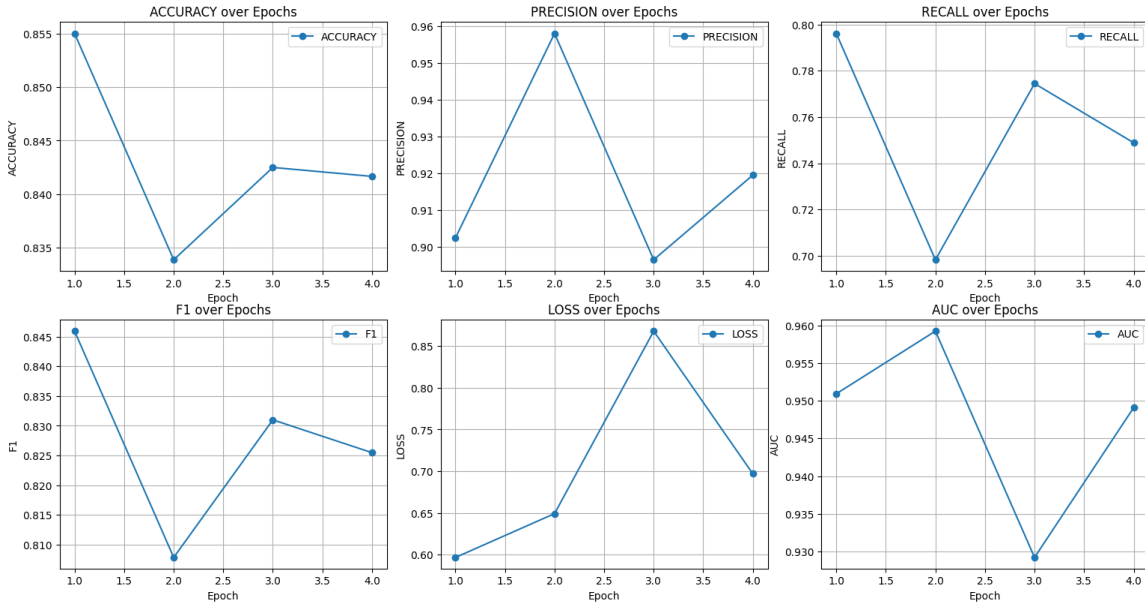 ACCURACY over Epochs
ACCURACY
0.855
0.850
0.845
0.840
0.835
ACCURACY
1.0 1.5 2.0 2.5 3.0 3.5 4.0
Epoch
PRECISION over Epochs
PRECISION
0.96
0.95
0.94
0.93
0.92
0.91
0.90
PRECISION
1.0 1.5 2.0 2.5 3.0 3.5 4.0
Epoch
RECALL over Epochs
RECALL
0.80
0.78
0.76
0.74
0.72
0.70
RECALL
1.0 1.5 2.0 2.5 3.0 3.5 4.0
Epoch
F1 over Epochs
F1
0.845
0.840
0.835
0.830
0.825
0.820
0.815
0.810
F1
1.0 1.5 2.0 2.5 3.0 3.5 4.0
Epoch
LOSS over Epochs
LOSS
0.85
0.80
0.75
0.70
0.65
0.60
LOSS
1.0 1.5 2.0 2.5 3.0 3.5 4.0
Epoch
AUC over Epochs
AUC
0.960
0.955
0.950
0.945
0.940
0.935
0.930
AUC
1.0 1.5 2.0 2.5 3.0 3.5 4.0
Epoch